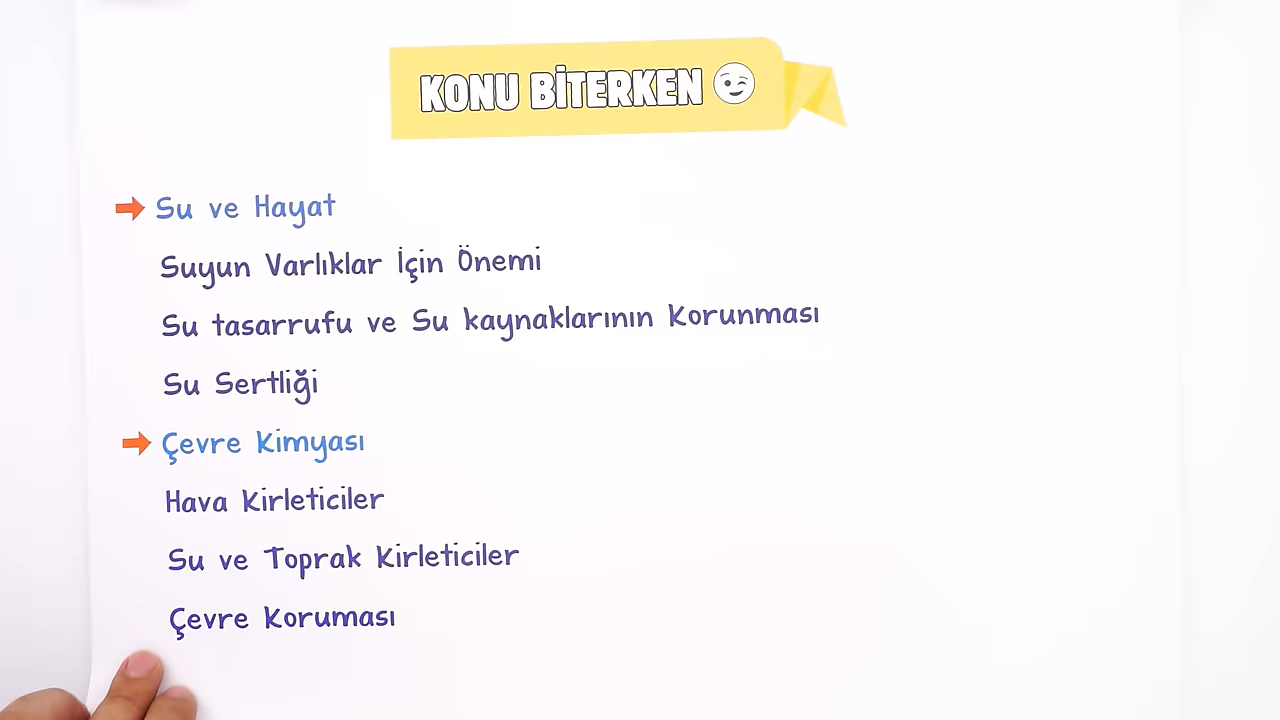 KONU BİTERKEN 😉
Su ve Hayat
Suyun Varlıklar İçin Önemi
Su tasarrufu ve Su kaynaklarının Korunması
Su Sertliği
Çevre Kimyası
Hava Kirleticiler
Su ve Toprak Kirleticiler
Çevre Koruması